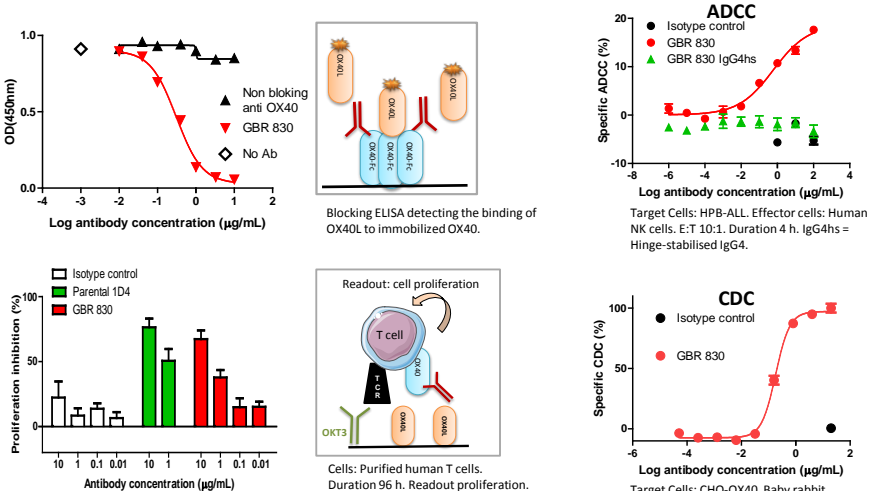 OD(450nm)
1.0
0.5
0.0
-4 -3 -2 -1 0 1 2
Log antibody concentration (µg/mL)
Non bloking
anti OX40
GBR 830
No Ab
OX40L
OX40L
OX40L
OX40-Fc
OX40-Fc
OX40-Fc
Blocking ELISA detecting the binding of
OX40L to immobilized OX40.
ADCC
Isotype control
GBR 830
GBR 830 IgG4hs
Specific ADCC (%)
20
10
0
-10
-8 -6 -4 -2 0 2 4
Log antibody concentration (µg/mL)
Target Cells: HPB-ALL. Effector cells: Human
NK cells. E:T 10:1. Duration 4 h. IgG4hs =
Hinge-stabilised IgG4.
Isotype control
Parental 1D4
GBR 830
Proliferation inhibition (%)
100
50
0
10 1 0.1 0.01 10 1 10 1 0.1 0.01
Antibody concentration (µg/mL)
Readout: cell proliferation
T cell
OX40
TCR
OKT3
OX40L
OX40L
Cells: Purified human T cells.
Duration 96 h. Readout proliferation.
CDC
Isotype control
GBR 830
Specific CDC (%)
100
50
0
-6 -4 -2 0 2
Log antibody concentration (µg/mL)
Target Cells: CHO-OX40. Baby rabbit